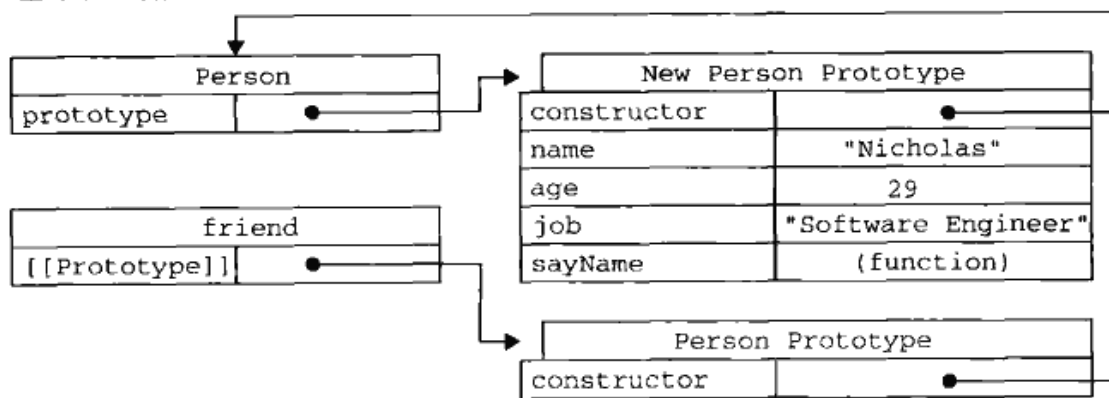 Person
prototype
New Person Prototype
constructor
name "Nicholas"
age 29
job "Software Engineer"
sayName (function)
friend
[[Prototype]]
Person Prototype
constructor